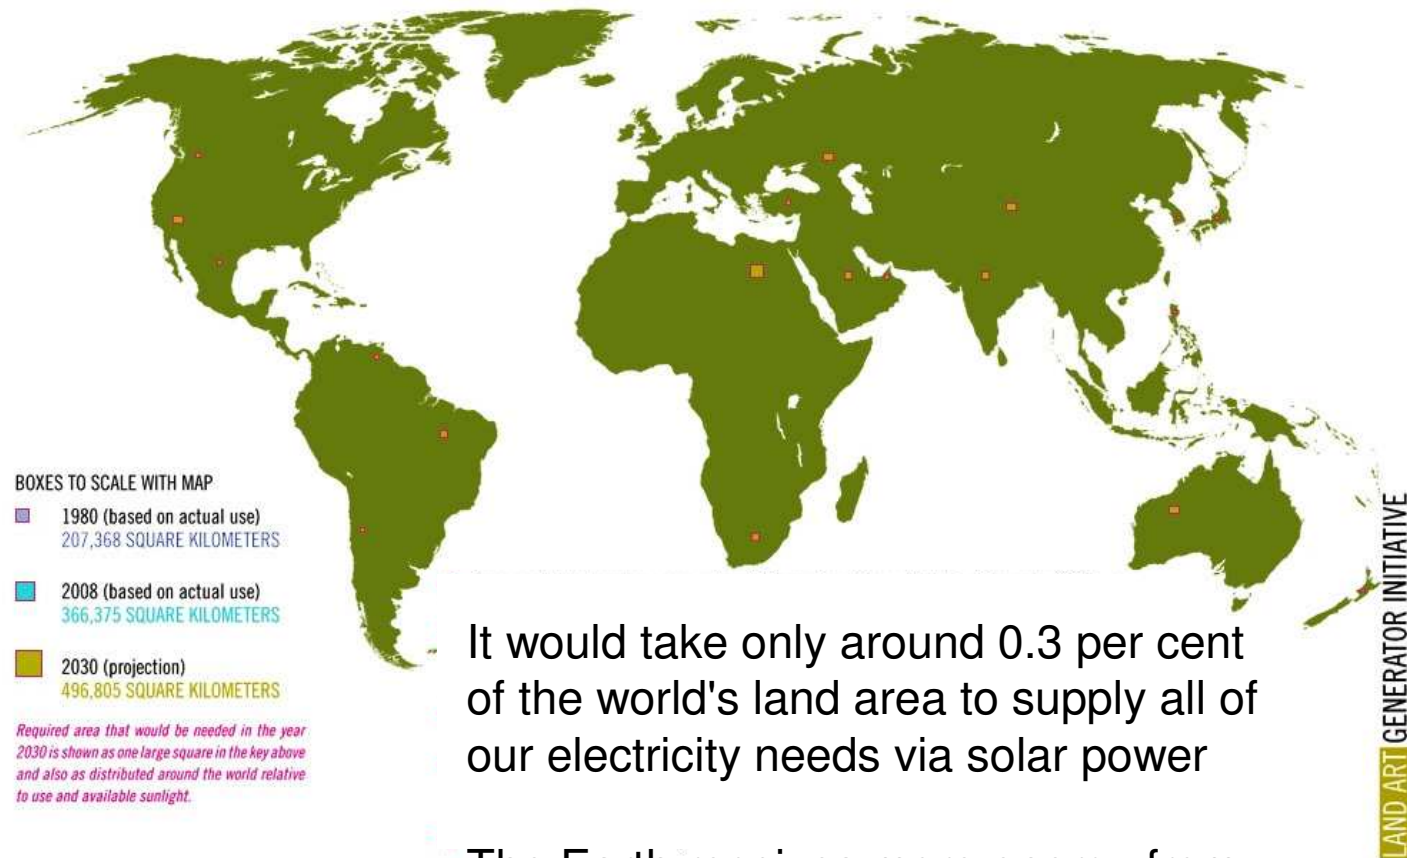 BOXES TO SCALE WITH MAP
1980 (based on actual use)
207,368 SQUARE KILOMETERS
2008 (based on actual use)
366,375 SQUARE KILOMETERS
2030 (projection)
496,805 SQUARE KILOMETERS
Required area that would be needed in the year
2030 is shown as one large square in the key above
and also as distributed around the world relative
to use and available sunlight.
It would take only around 0.3 per cent
of the world's land area to supply all of
our electricity needs via solar power
LAND ART GENERATOR INITIATIVE